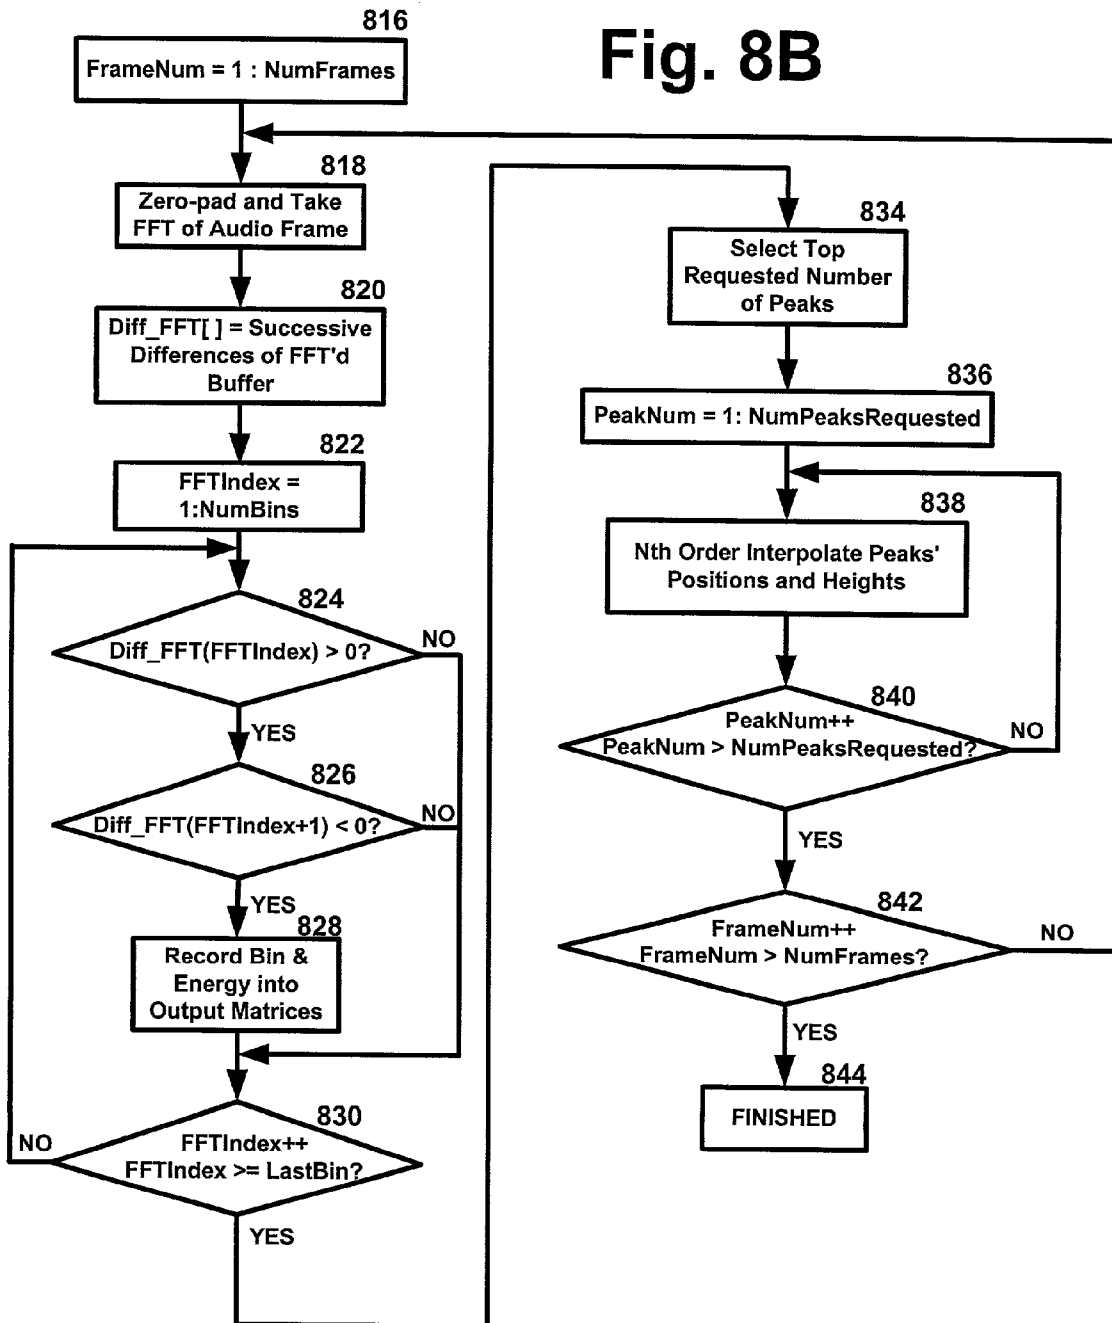 Fig. 8B
816
FrameNum = 1 : NumFrames
818
Zero-pad and Take
FFT of Audio Frame
820
Diff_FFT[ ] = Successive
Differences of FFT'd
Buffer
822
FFTIndex =
1:NumBins
824
Diff_FFT(FFTIndex) > 0?
NO
YES
826
Diff_FFT(FFTIndex+1) < 0?
NO
YES
828
Record Bin &
Energy into
Output Matrices
830
FFTIndex++
FFTIndex >= LastBin?
NO
YES
834
Select Top
Requested Number
of Peaks
836
PeakNum = 1: NumPeaksRequested
838
Nth Order Interpolate Peaks'
Positions and Heights
840
PeakNum++
PeakNum > NumPeaksRequested?
NO
YES
842
FrameNum++
FrameNum > NumFrames?
NO
YES
844
FINISHED